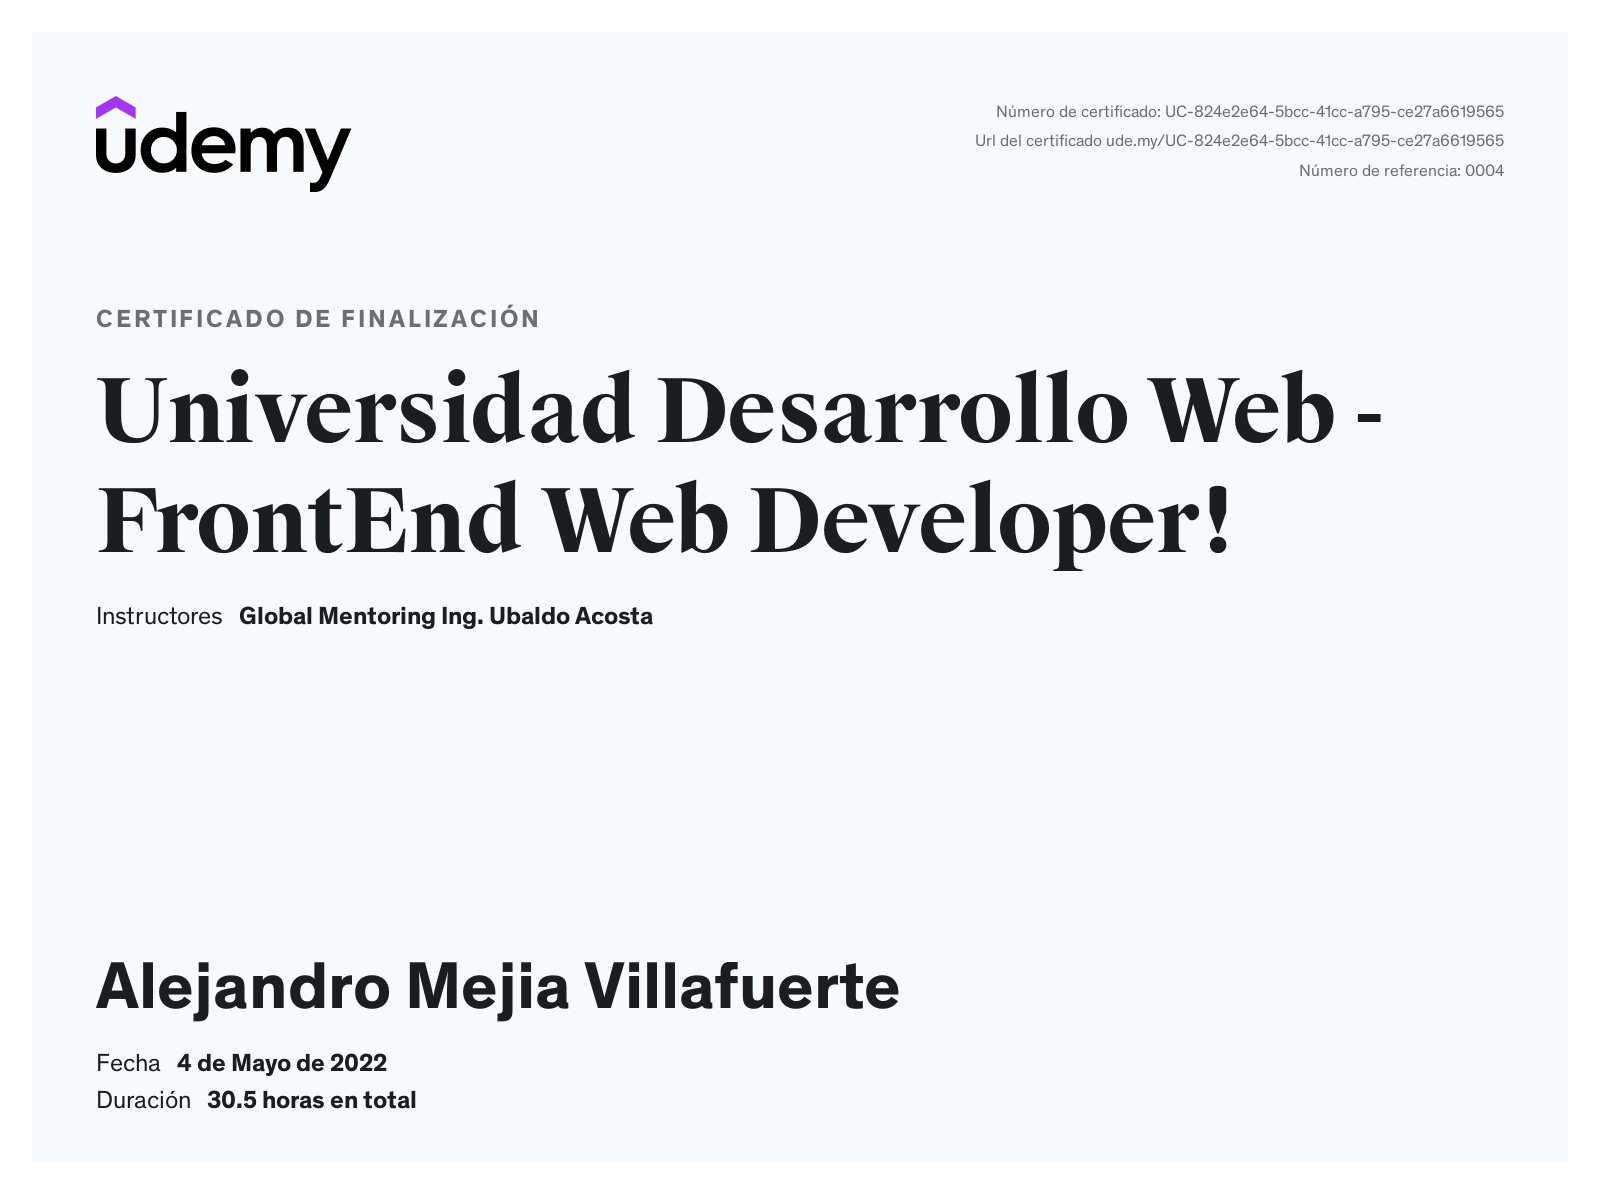 udemy
Número de certificado: UC-824e2e64-5bcc-41cc-a795-ce27a6619565
Url del certificado ude.my/UC-824e2e64-5bcc-41cc-a795-ce27a6619565
Número de referencia: 0004
CERTIFICADO DE FINALIZACIÓN
Universidad Desarrollo Web -
FrontEnd Web Developer!
Instructores Global Mentoring Ing. Ubaldo Acosta
Alejandro Mejia Villafuerte
Fecha 4 de Mayo de 2022
Duración 30.5 horas en total